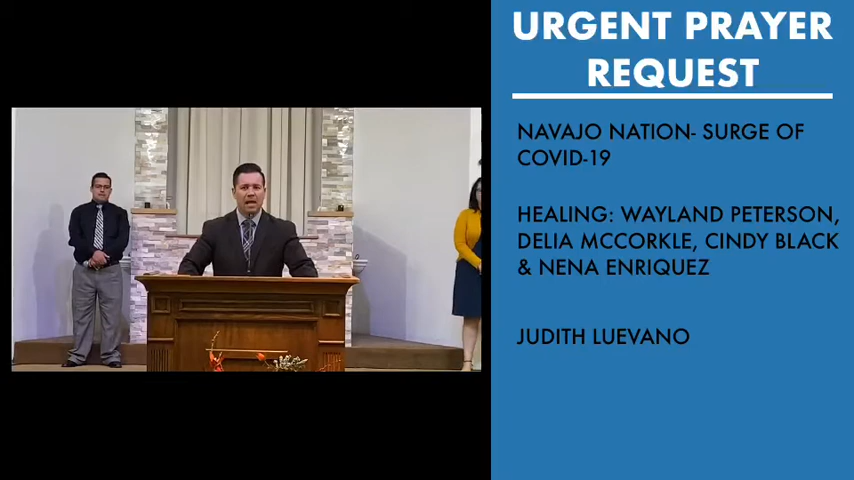 URGENT PRAYER
REQUEST
NAVAJO NATION- SURGE OF
COVID-19
HEALING: WAYLAND PETERSON,
DELIA MCCORKLE, CINDY BLACK
& NENA ENRIQUEZ
JUDITH LUEVANO